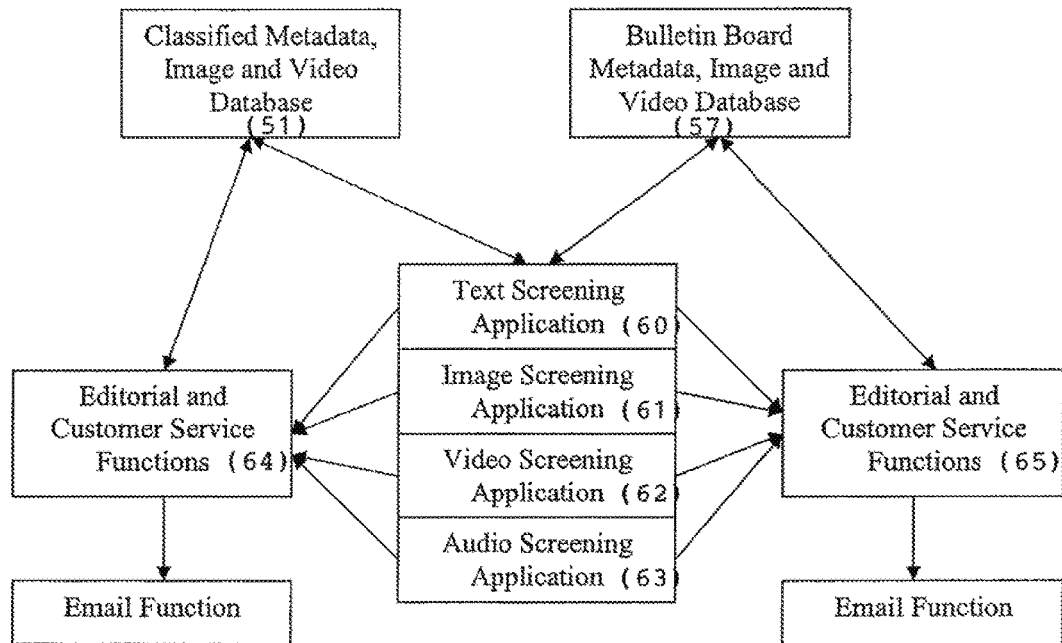 Classified Metadata,
Image and Video
Database
(51)
Bulletin Board
Metadata, Image and
Video Database
(57)
Text Screening
Application (60)
Image Screening
Application (61)
Video Screening
Application (62)
Audio Screening
Application (63)
Editorial and
Customer Service
Functions (64)
Editorial and
Customer Service
Functions (65)
Email Function
Email Function